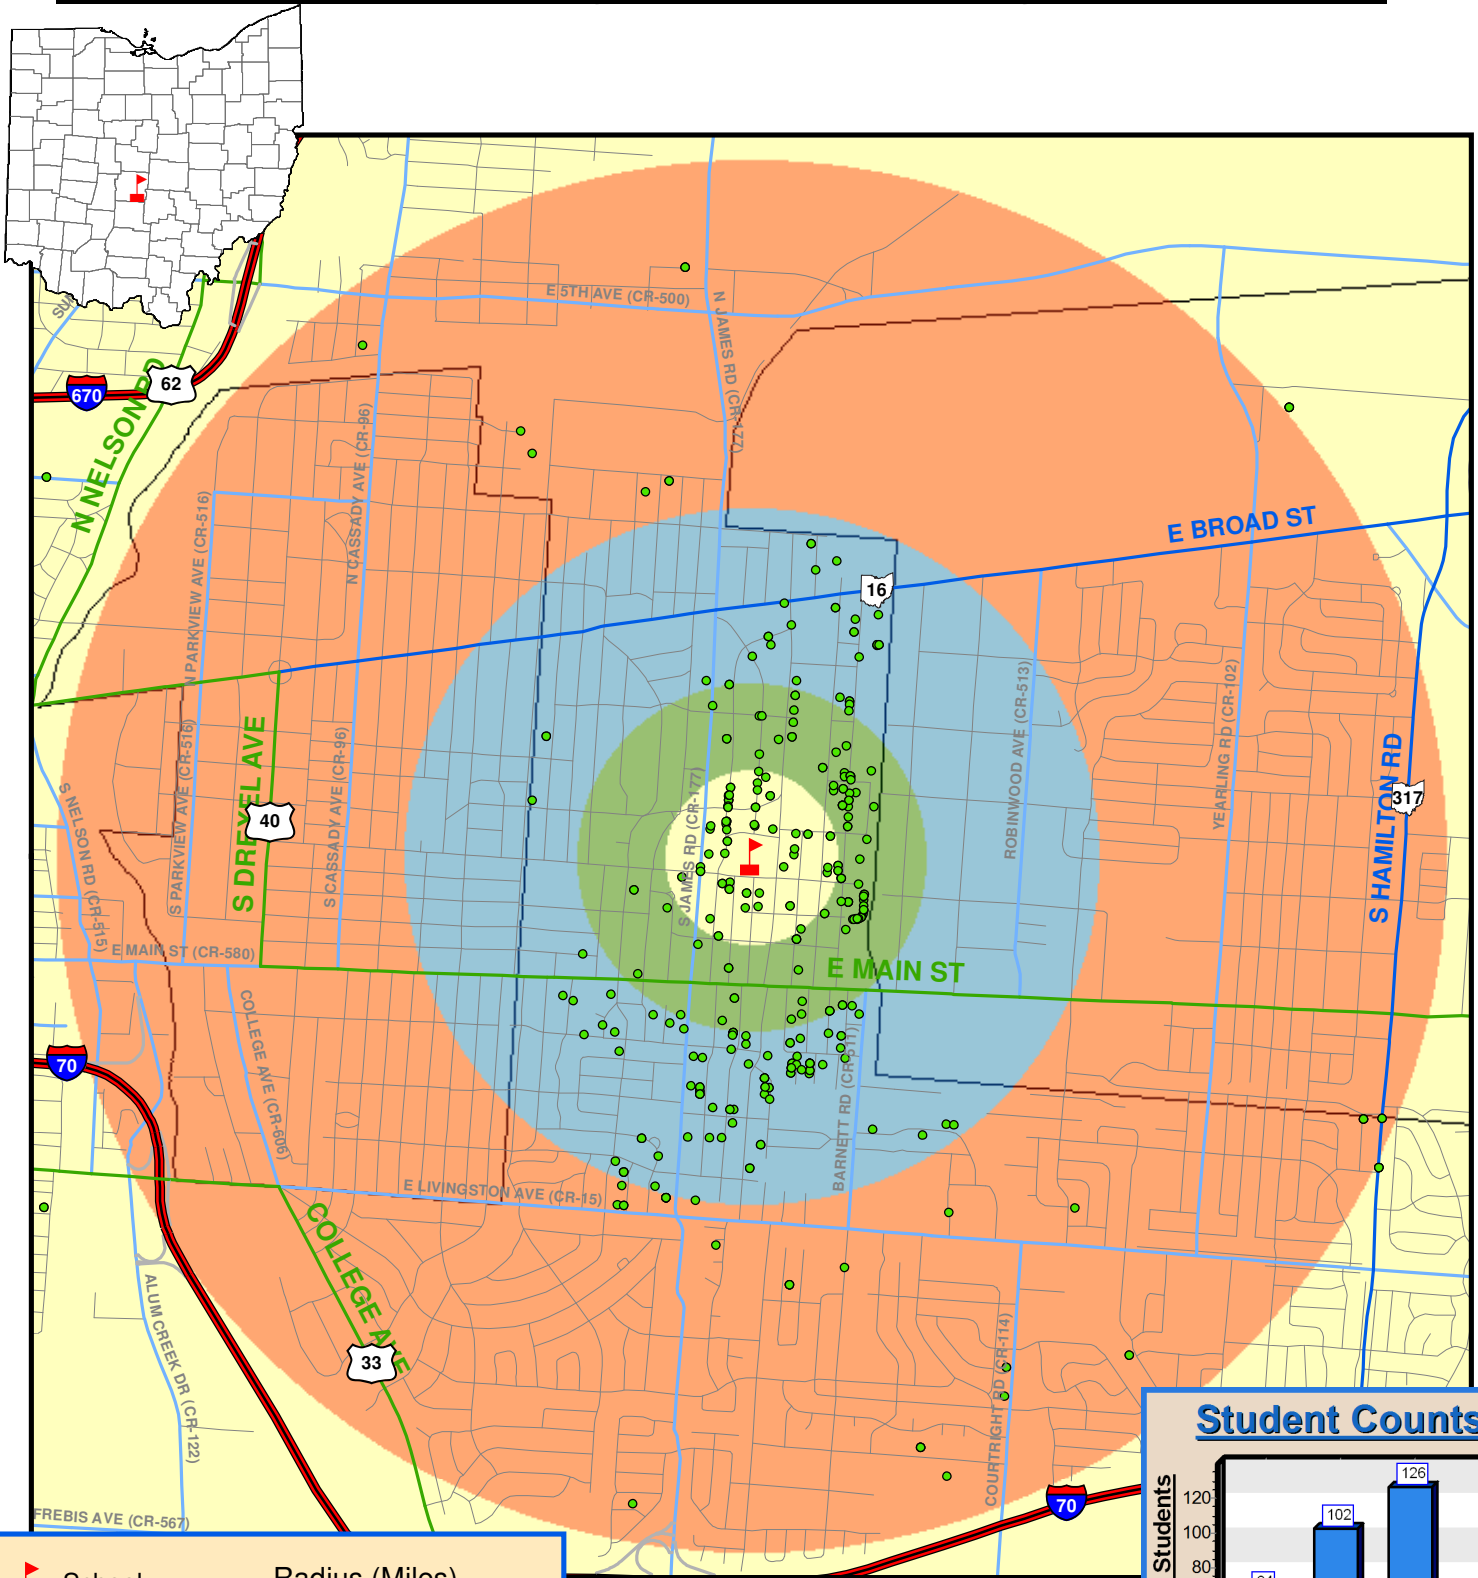 E 5TH AVE (CR-500)
N JAMES RD (CR-177)
62
670
N NELSON RD
N CASSADY AVE (CR-96)
N PARKVIEW AVE (CR-516)
E BROAD ST
16
S DREXEL AVE
40
S PARKVIEW AVE (CR-516)
S CASSADY AVE (CR-96)
S NELSON RD (CR-515)
S JAMES RD (CR-177)
ROBINWOOD AVE (CR-513)
YEARLING RD (CR-102)
S HAMILTON RD
317
E MAIN ST (CR-580)
E MAIN ST
COLLEGE AVE (CR-606)
70
BARNETT RD (CR-511)
E LIVINGSTON AVE (CR-15)
COLLEGE AVE
33
ALUM CREEK DR (CR-122)
COURTRIGHT RD (CR-114)
FREBIS AVE (CR-567)
70
Student Counts
Students
126
120
102
100
80
School
Radius (Miles)